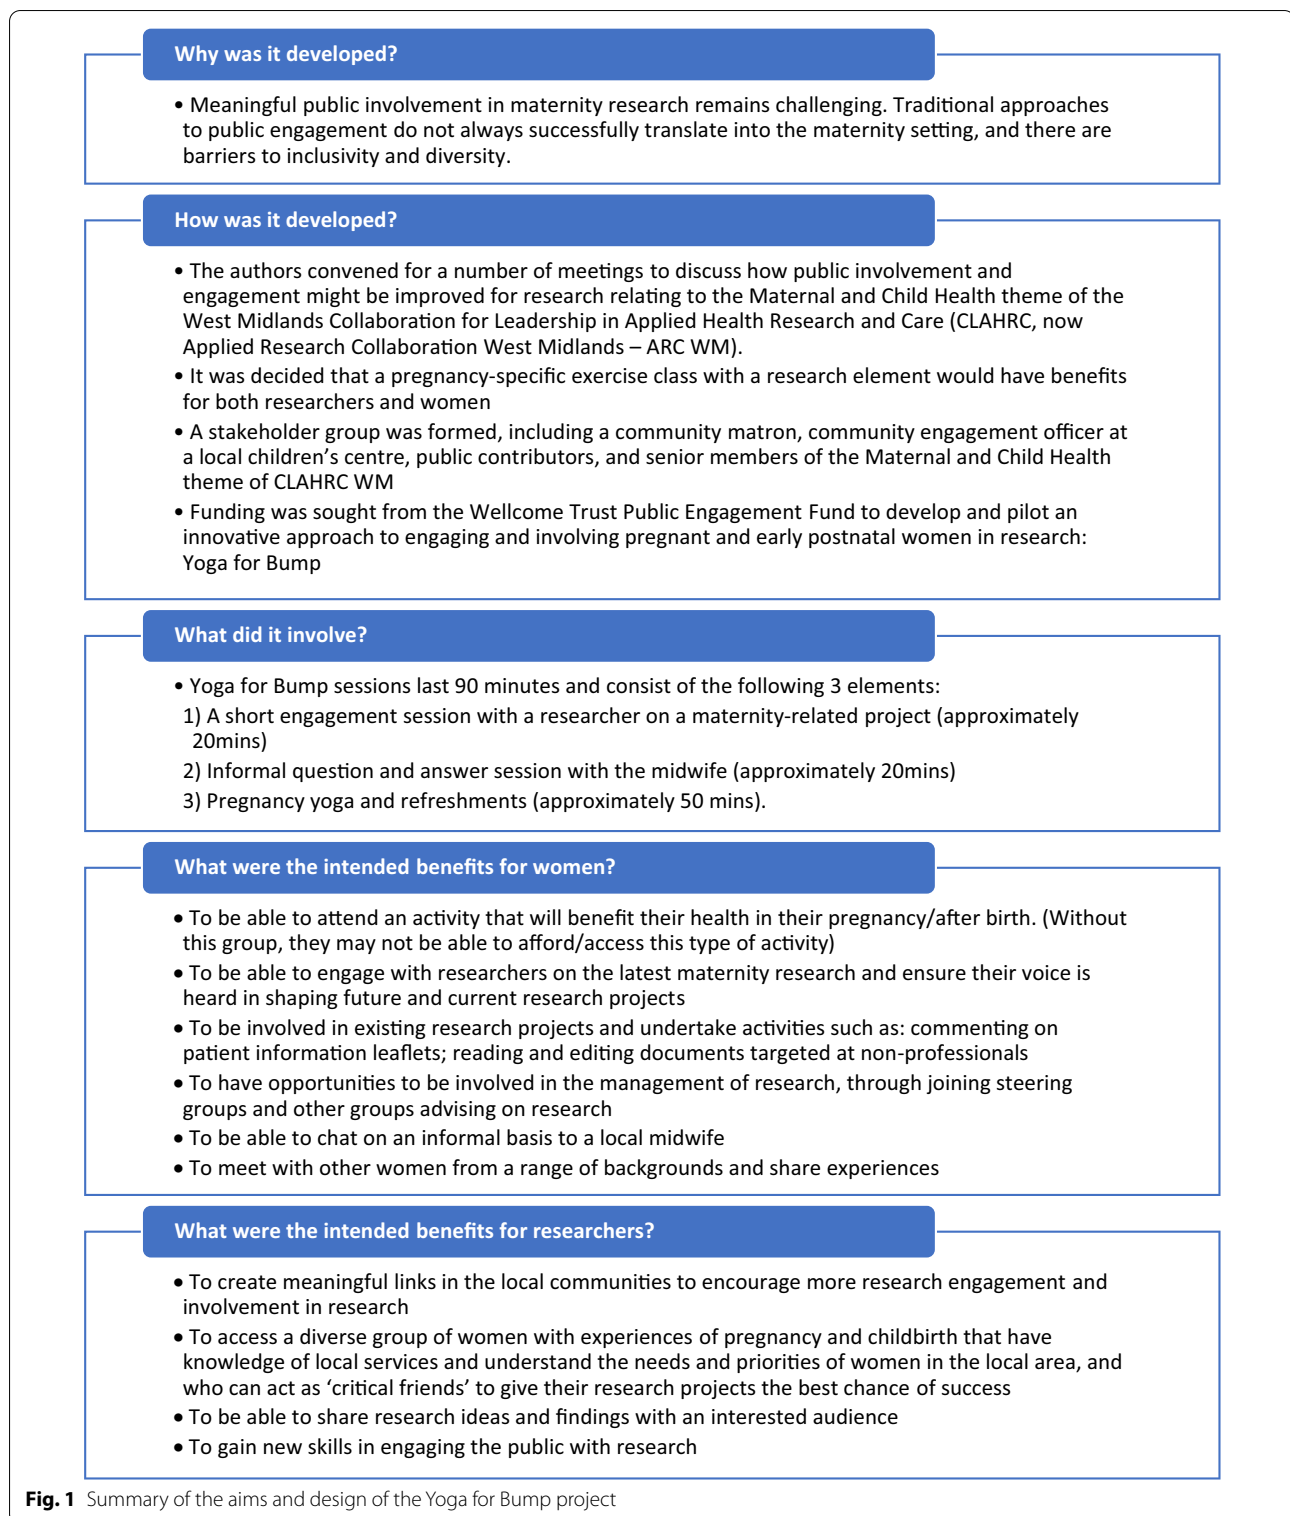 Why was it developed?
• Meaningful public involvement in maternity research remains challenging. Traditional approaches
to public engagement do not always successfully translate into the maternity setting, and there are
barriers to inclusivity and diversity.
How was it developed?
• The authors convened for a number of meetings to discuss how public involvement and
engagement might be improved for research relating to the Maternal and Child Health theme of the
West Midlands Collaboration for Leadership in Applied Health Research and Care (CLAHRC, now
Applied Research Collaboration West Midlands – ARC WM).
• It was decided that a pregnancy-specific exercise class with a research element would have benefits
for both researchers and women
• A stakeholder group was formed, including a community matron, community engagement officer at
a local children’s centre, public contributors, and senior members of the Maternal and Child Health
theme of CLAHRC WM
• Funding was sought from the Wellcome Trust Public Engagement Fund to develop and pilot an
innovative approach to engaging and involving pregnant and early postnatal women in research:
Yoga for Bump
What did it involve?
• Yoga for Bump sessions last 90 minutes and consist of the following 3 elements:
1) A short engagement session with a researcher on a maternity-related project (approximately
20mins)
2) Informal question and answer session with the midwife (approximately 20mins)
3) Pregnancy yoga and refreshments (approximately 50 mins).
What were the intended benefits for women?
• To be able to attend an activity that will benefit their health in their pregnancy/after birth. (Without
this group, they may not be able to afford/access this type of activity)
• To be able to engage with researchers on the latest maternity research and ensure their voice is
heard in shaping future and current research projects
• To be involved in existing research projects and undertake activities such as: commenting on
patient information leaflets; reading and editing documents targeted at non-professionals
• To have opportunities to be involved in the management of research, through joining steering
groups and other groups advising on research
• To be able to chat on an informal basis to a local midwife
• To meet with other women from a range of backgrounds and share experiences
What were the intended benefits for researchers?
• To create meaningful links in the local communities to encourage more research engagement and
involvement in research
• To access a diverse group of women with experiences of pregnancy and childbirth that have
knowledge of local services and understand the needs and priorities of women in the local area, and
who can act as ‘critical friends’ to give their research projects the best chance of success
• To be able to share research ideas and findings with an interested audience
• To gain new skills in engaging the public with research
Fig. 1 Summary of the aims and design of the Yoga for Bump project